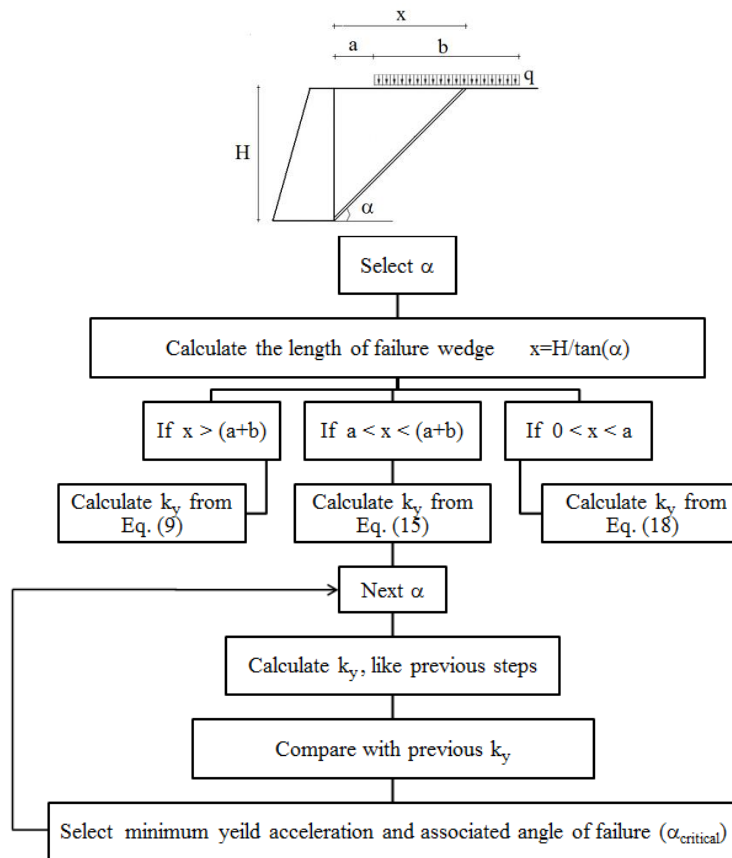 x
a
b
q
H
α
Select α
Calculate the length of failure wedge x=H/tan(α)
If x > (a+b)
If a < x < (a+b)
If 0 < x < a
Calculate ky from
Eq. (9)
Calculate ky from
Eq. (15)
Calculate ky from
Eq. (18)
Next α
Calculate ky, like previous steps
Compare with previous ky
Select minimum yeild acceleration and associated angle of failure (αcritical)